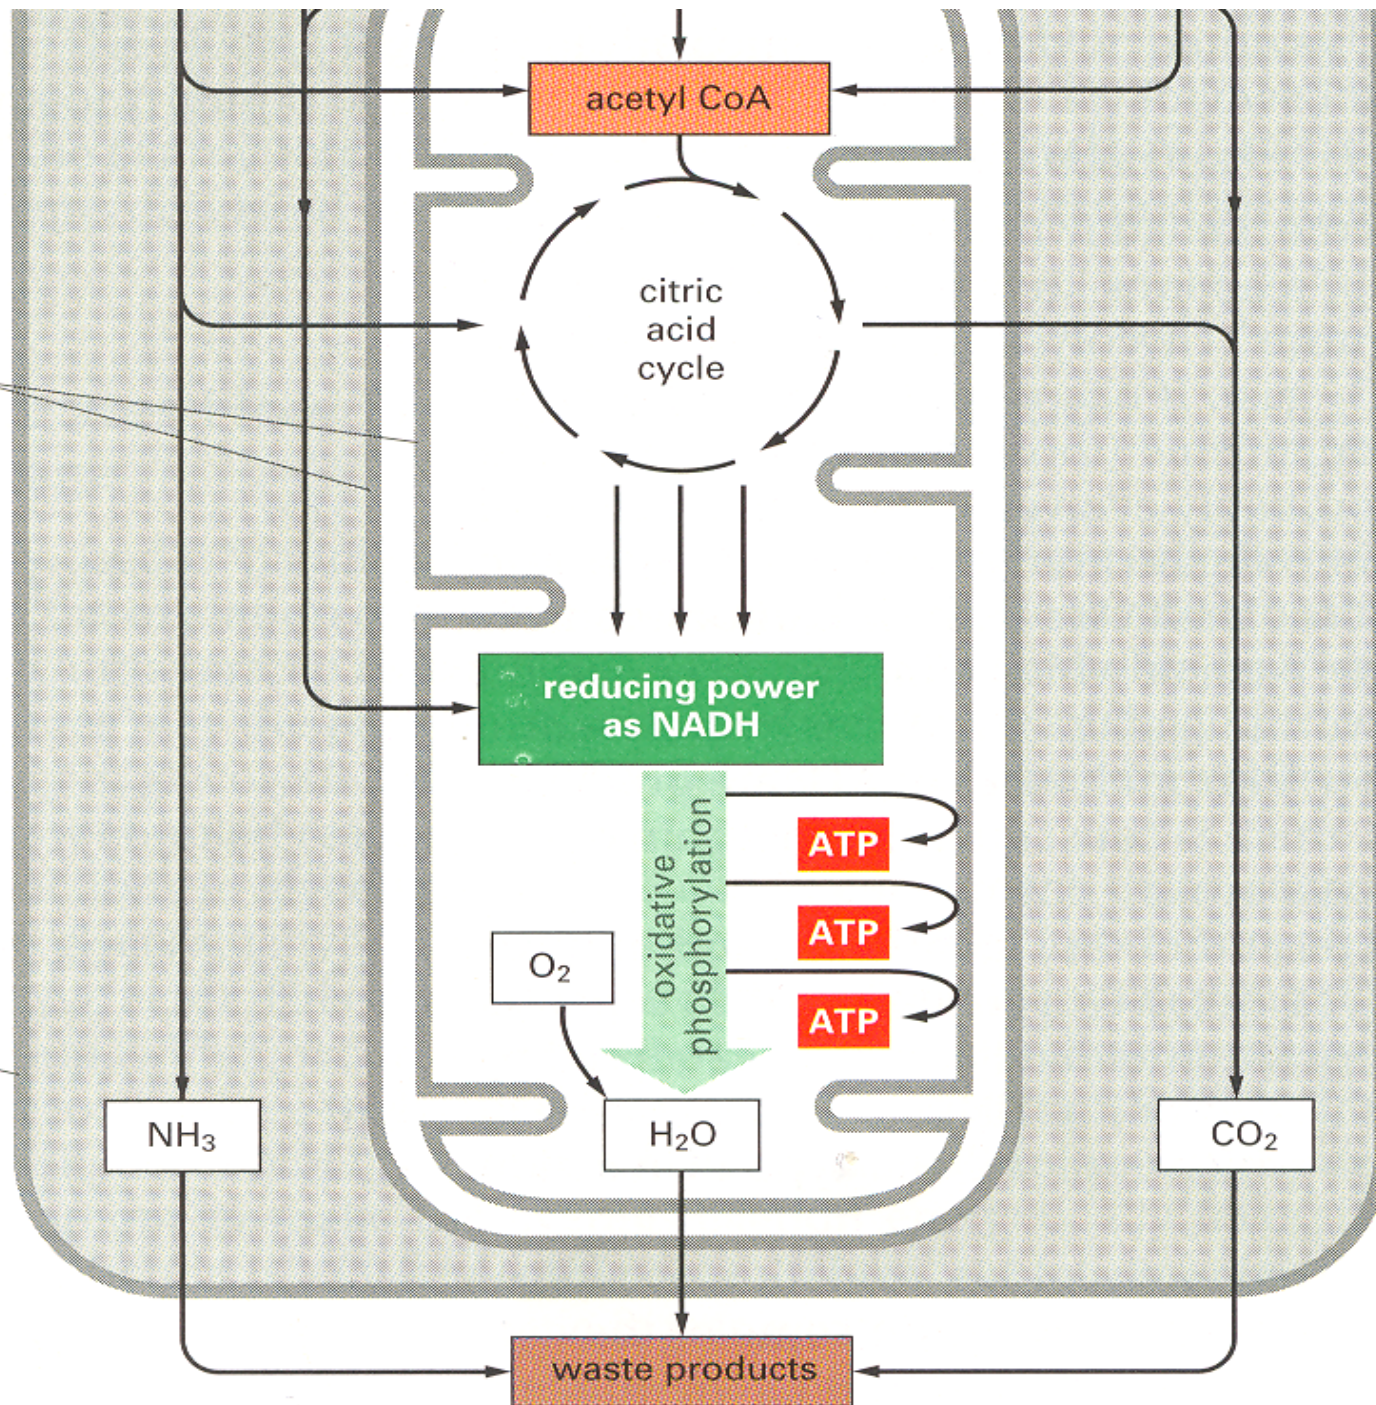 acetyl CoA
citric
acid
cycle
reducing power
as NADH
oxidative
phosphorylation
ATP
ATP
ATP
O₂
NH₃
H₂O
CO₂
waste products